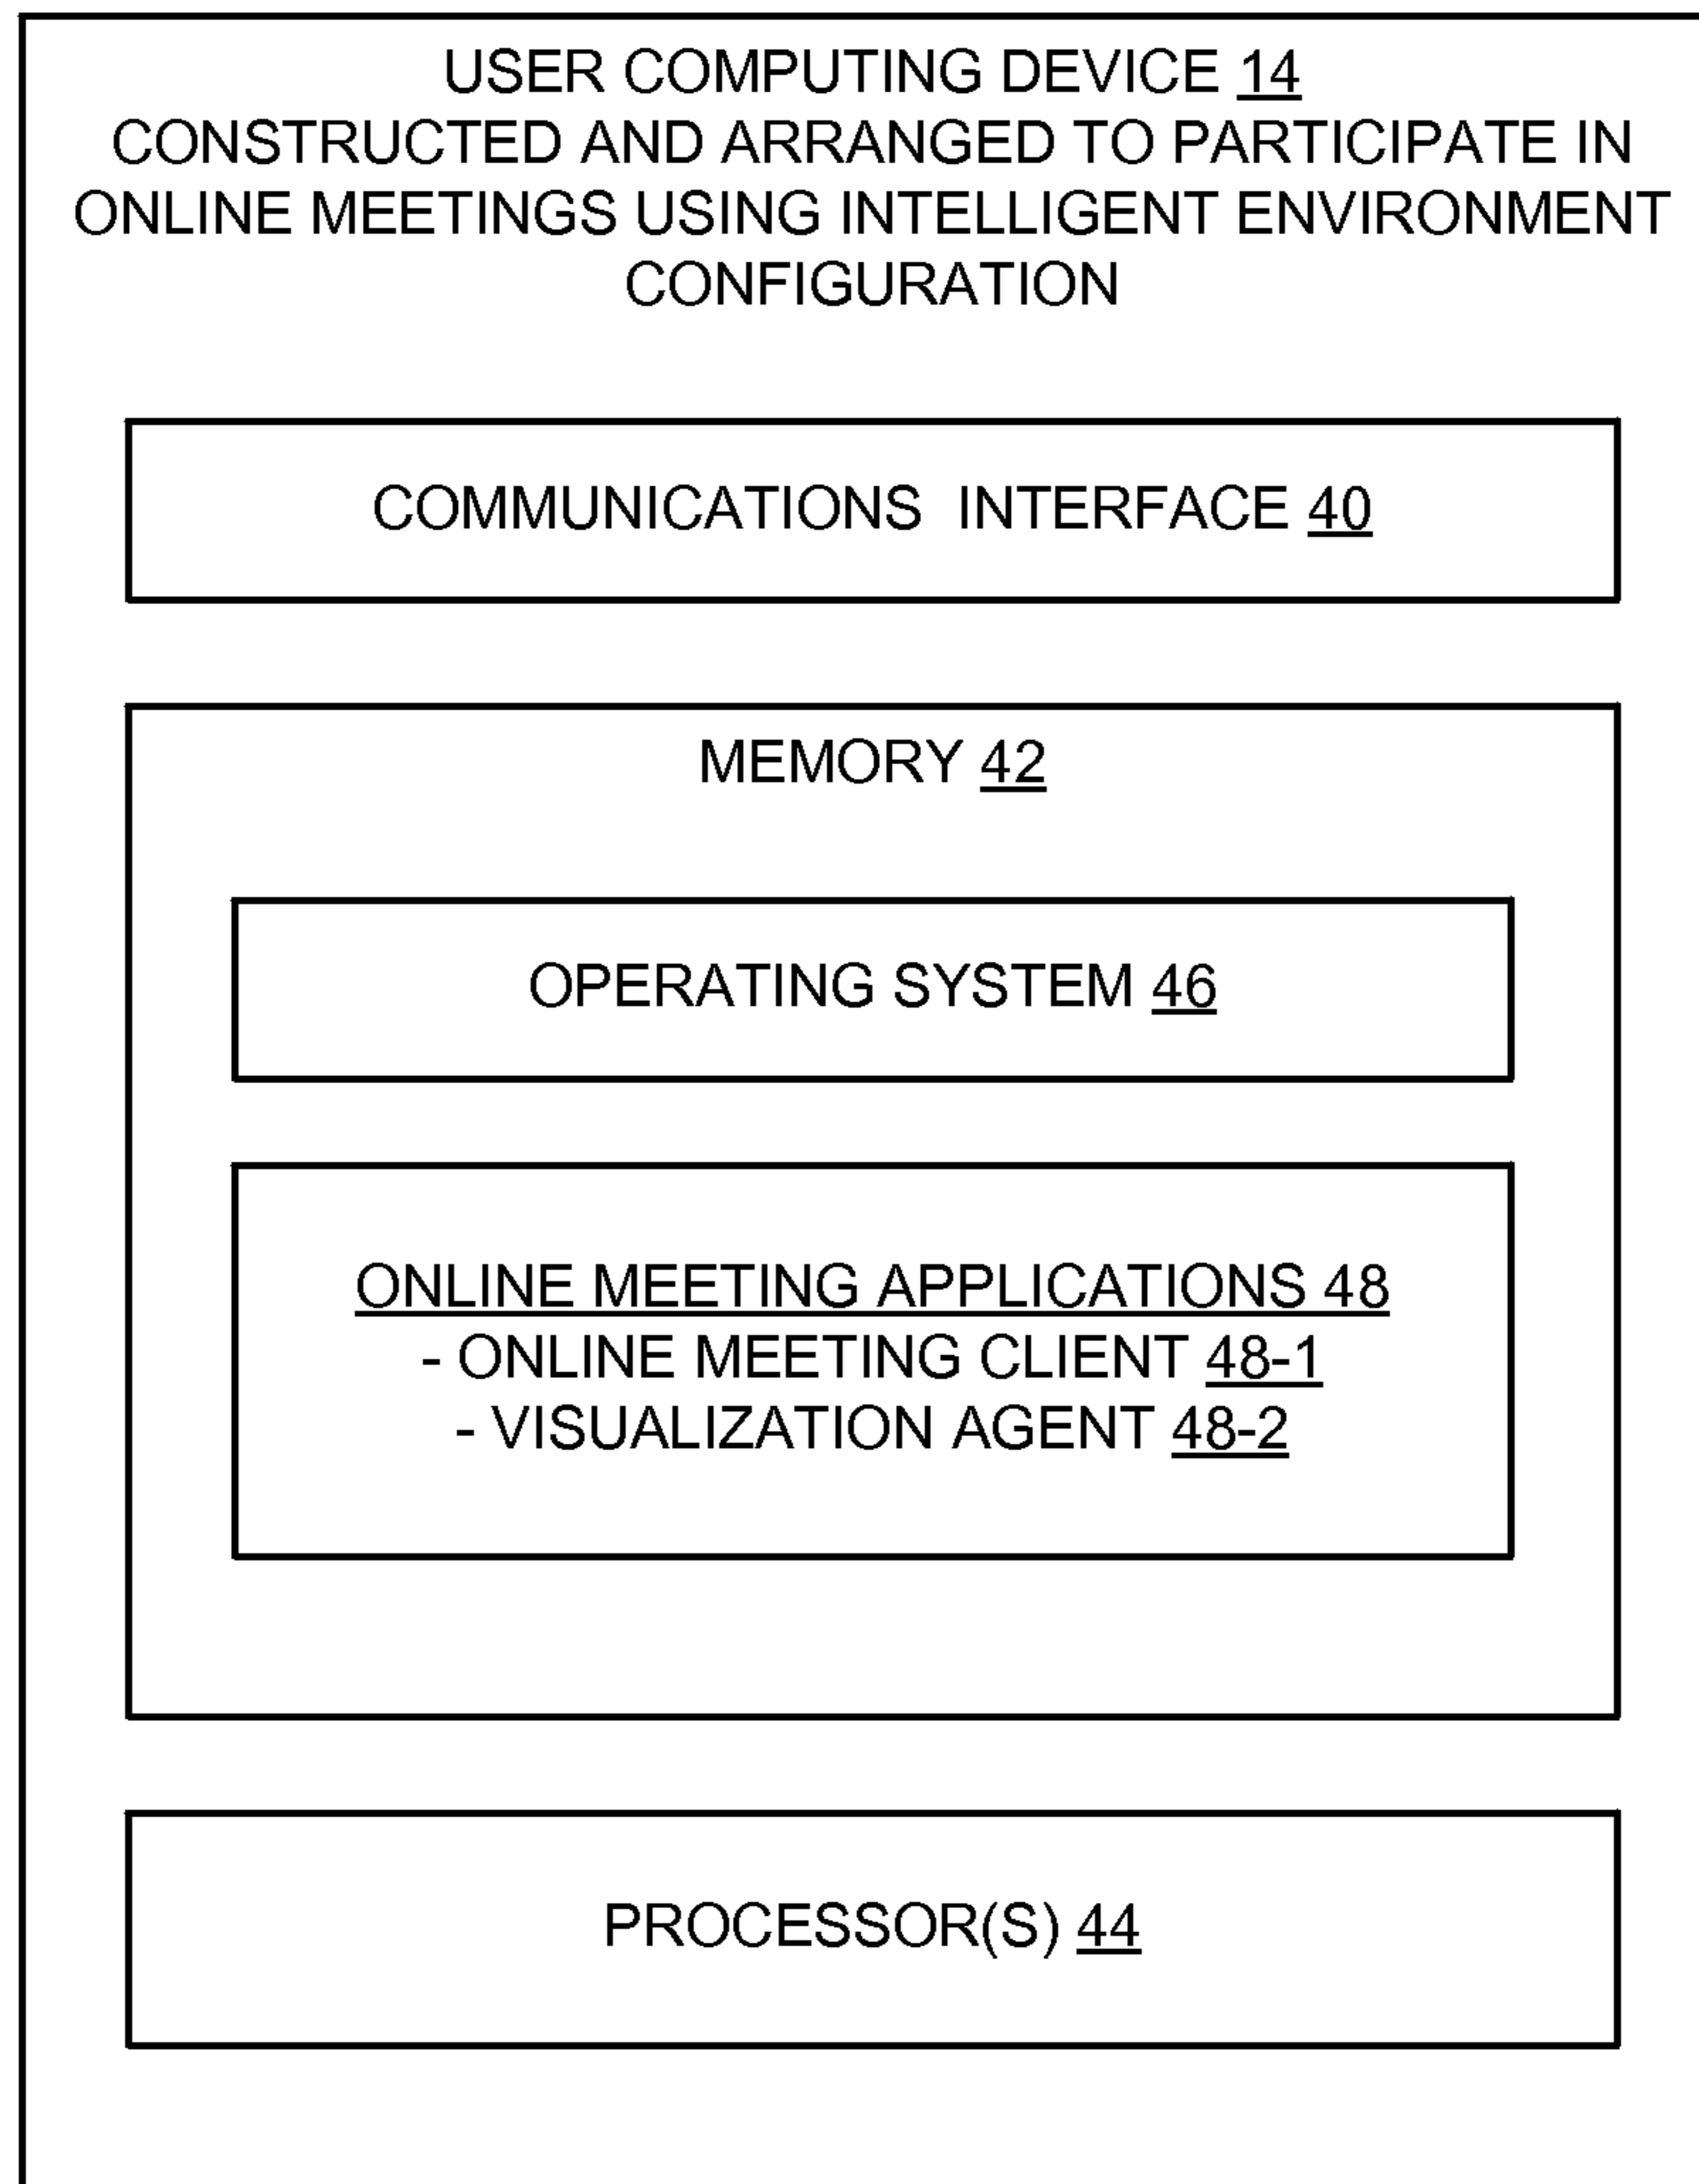 USER COMPUTING DEVICE 14
CONSTRUCTED AND ARRANGED TO PARTICIPATE IN
ONLINE MEETINGS USING INTELLIGENT ENVIRONMENT
CONFIGURATION
COMMUNICATIONS INTERFACE 40
MEMORY 42
OPERATING SYSTEM 46
ONLINE MEETING APPLICATIONS 48
- ONLINE MEETING CLIENT 48-1
- VISUALIZATION AGENT 48-2
PROCESSOR(S) 44